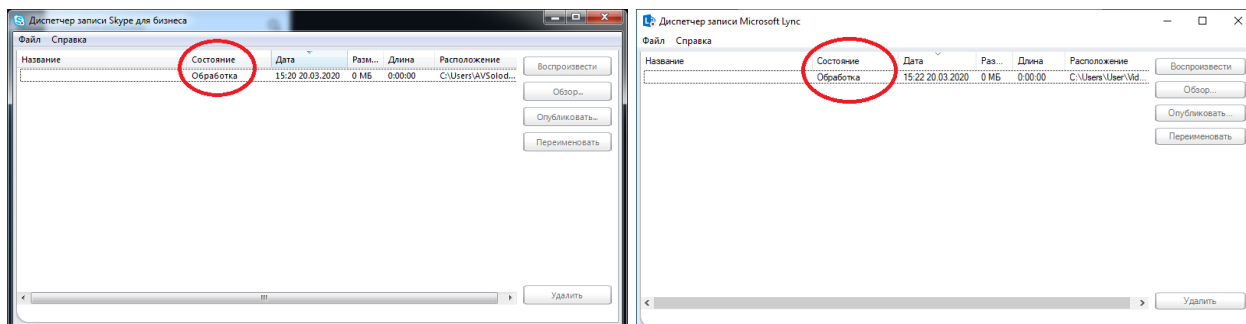 Диспетчер записи Skype для бизнеса
Файл Справка
Название Состояние Дата Разм... Длина Расположение
Обработка 15:20 20.03.2020 0 МБ 0:00:00 C:\Users\AVSolod...
Воспроизвести
Обзор...
Опубликовать...
Переименовать
Удалить
Диспетчер записи Microsoft Lync
Файл Справка
Название Состояние Дата Раз... Длина Расположение
Обработка 15:22 20.03.2020 0 МБ 0:00:00 C:\Users\User\Vid...
Воспроизвести
Обзор...
Опубликовать...
Переименовать
Удалить